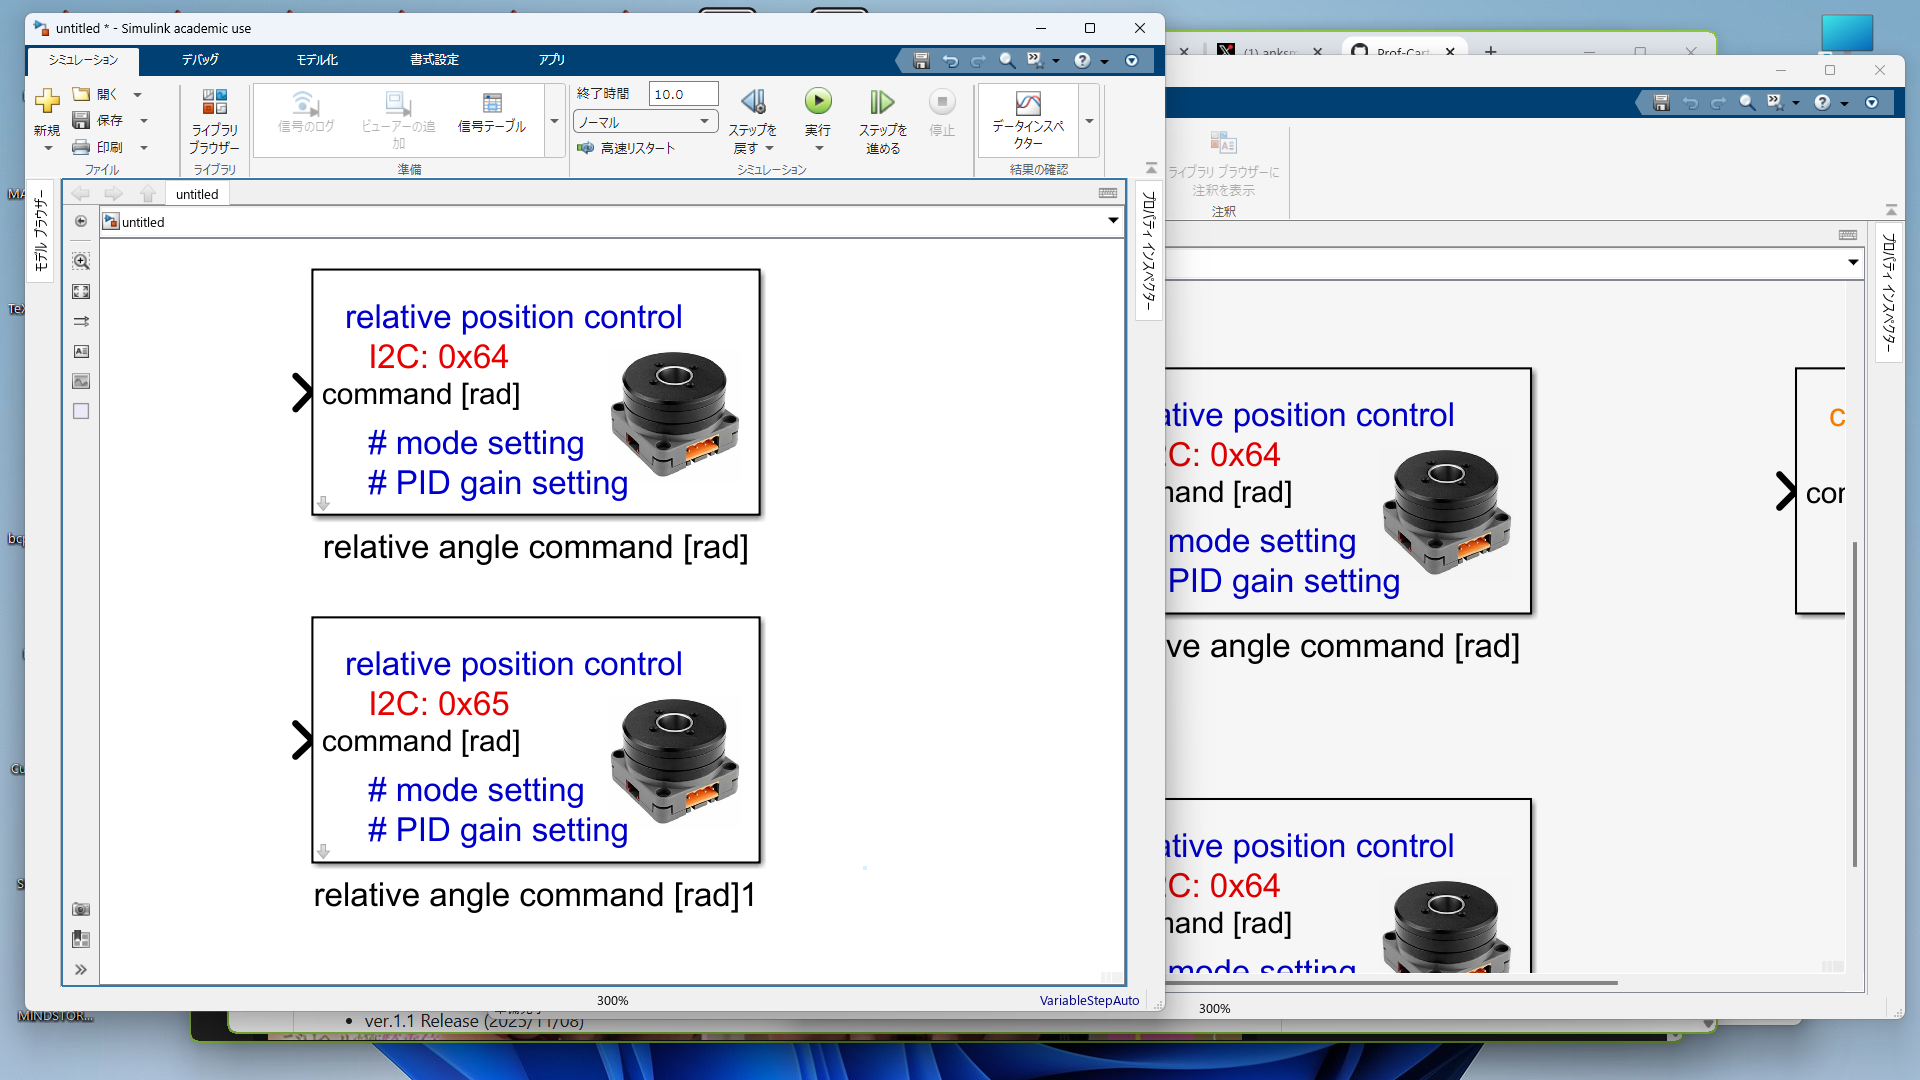 untitled * - Simulink academic use
シミュレーション
デバッグ
モデル化
書式設定
アプリ
新規
開く
保存
印刷
ファイル
ライブラリ
ブラウザー
ライブラリ
信号のログ
ビューアーの追
加
信号テーブル
準備
終了時間
10.0
ノーマル
高速リスタート
ステップを
戻す
実行
ステップを
進める
停止
シミュレーション
データインスペ
クター
結果の確認
モデル ブラウザー
untitled
untitled
プロパティ インスペクター
relative position control
I2C: 0x64
command [rad]
# mode setting
# PID gain setting
relative angle command [rad]
relative position control
I2C: 0x65
command [rad]
# mode setting
# PID gain setting
relative angle command [rad]1
300%
VariableStepAuto
Prof-Car
ライブラリ ブラウザーに
注釈を表示
注釈
プロパティ インスペクター
ative position control
C: 0x64
mand [rad]
mode setting
PID gain setting
ve angle command [rad]
c
cor
ative position control
C: 0x64
mand [rad]
mode setting
300%
ver.1.1 Release (2025/11/08)
MINDSTOR...